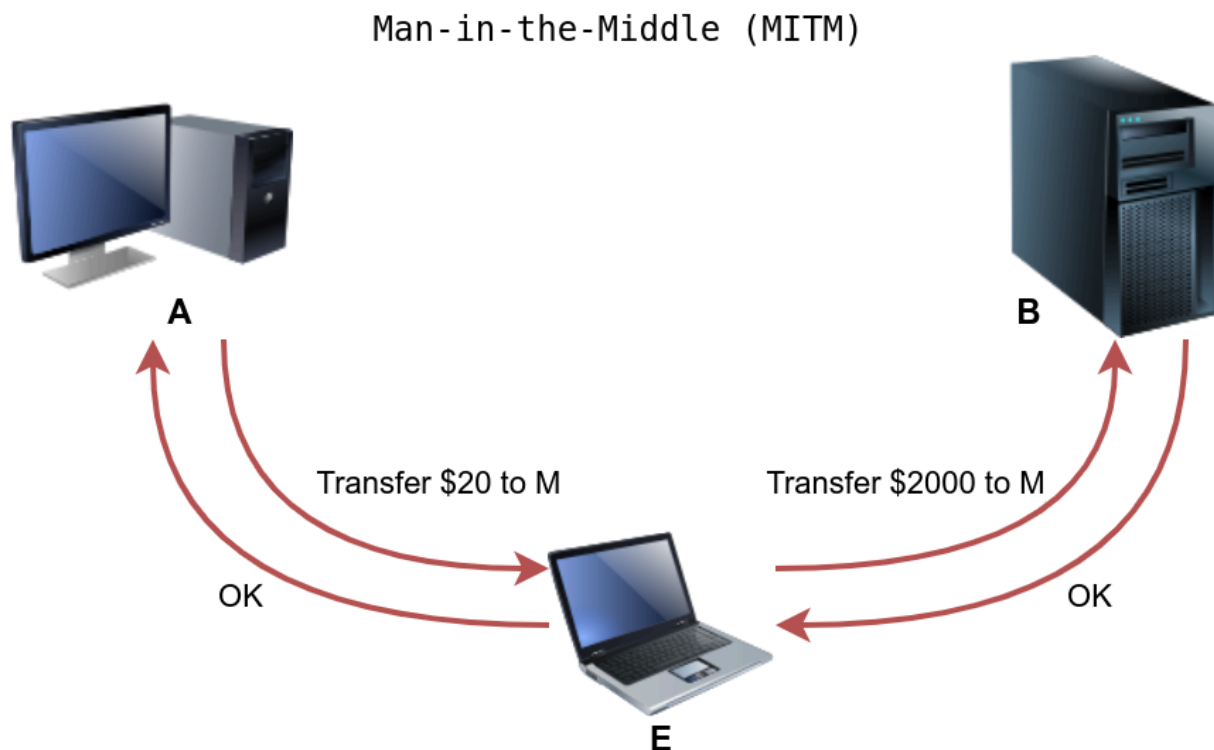 Man-in-the-Middle (MITM)
A
B
Transfer $20 to M
Transfer $2000 to M
OK
OK
E